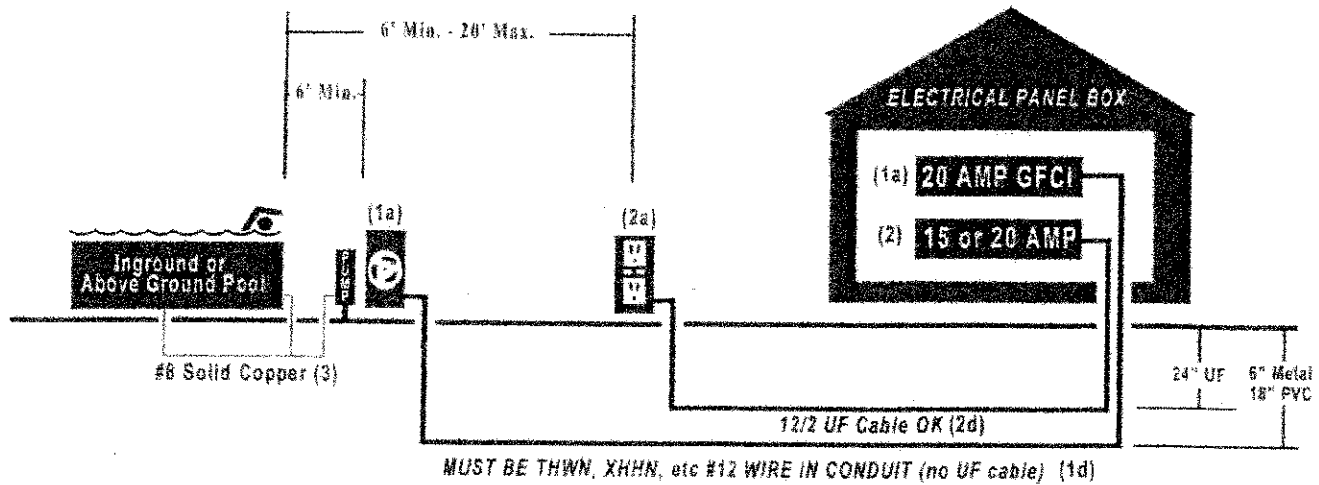 6' Min. - 20' Max.
6' Min.
ELECTRICAL PANEL BOX
(1a) 20 AMP GFCI
(2) 15 or 20 AMP
(1a)
(2a)
Inground or
Above Ground Pool
PUMP
#8 Solid Copper (3)
24" UF
6" Metal
18" PVC
12/2 UF Cable OK (2d)
MUST BE THWN, XHHN, etc #12 WIRE IN CONDUIT (no UF cable) (1d)